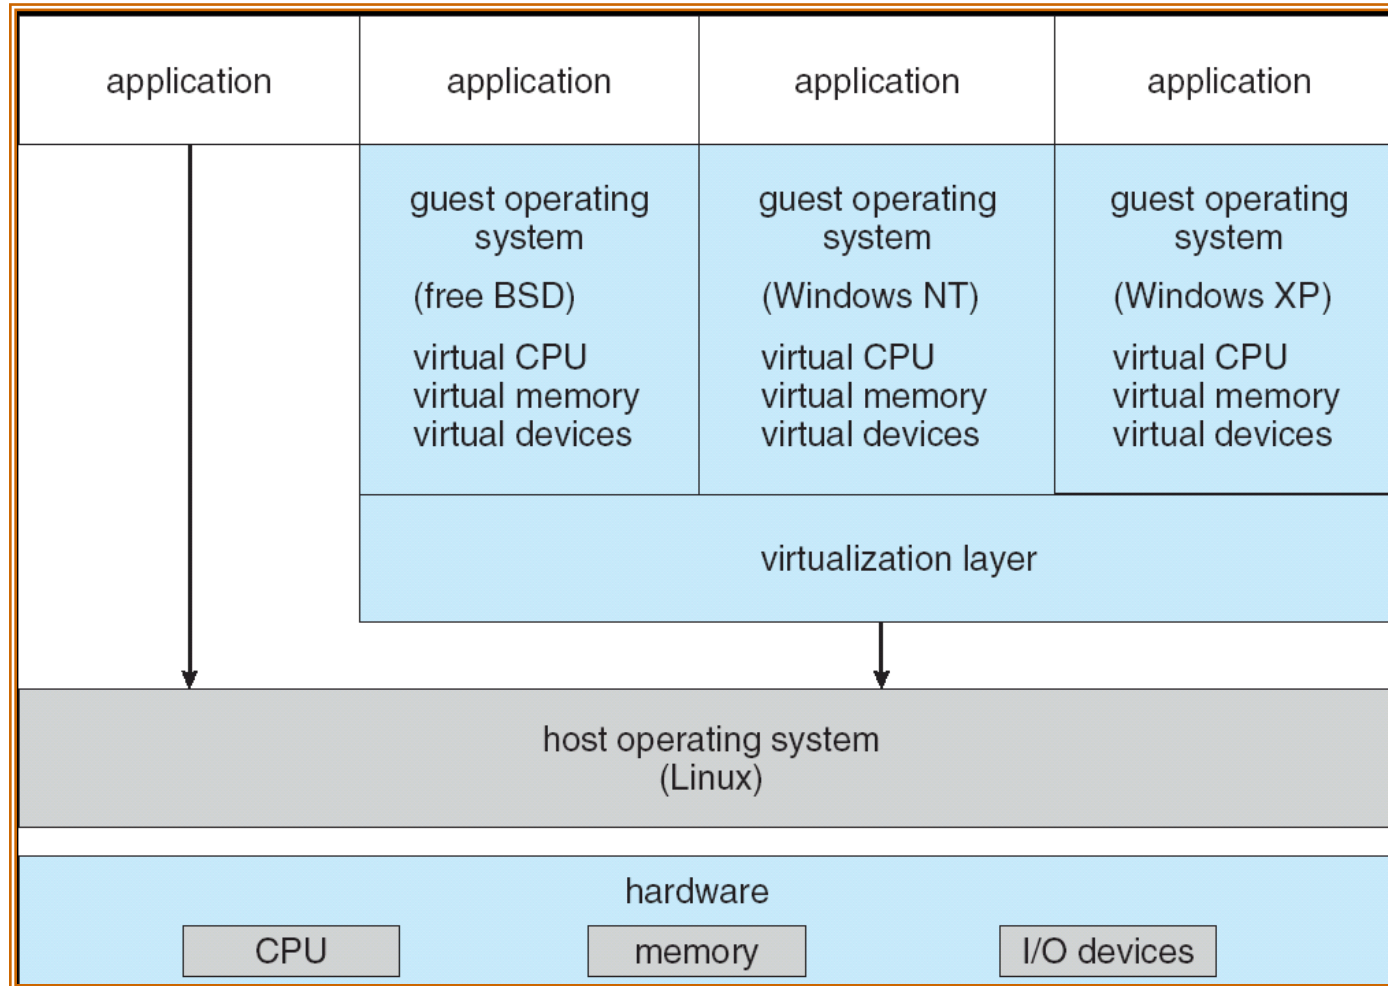 application
application
application
application
guest operating
system
(free BSD)
virtual CPU
virtual memory
virtual devices
guest operating
system
(Windows NT)
virtual CPU
virtual memory
virtual devices
guest operating
system
(Windows XP)
virtual CPU
virtual memory
virtual devices
virtualization layer
host operating system
(Linux)
hardware
CPU
memory
I/O devices